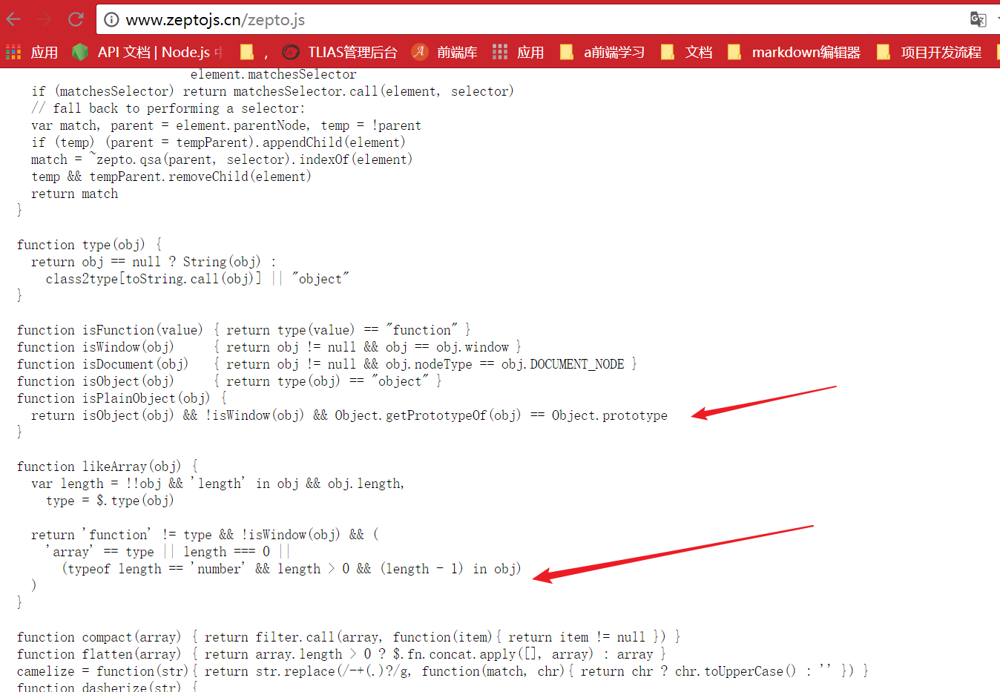 www.zeptojs.cn/zepto.js
应用 API 文档 | Node.js 中 , TLIAS管理后台 前端库 应用 a前端学习 文档 markdown编辑器 项目开发流程
element.matchesSelector
if (matchesSelector) return matchesSelector.call(element, selector)
// fall back to performing a selector:
var match, parent = element.parentNode, temp = !parent
if (temp) (parent = tempParent).appendChild(element)
match = ~zepto.qsa(parent, selector).indexOf(element)
temp && tempParent.removeChild(element)
return match
}
function type(obj) {
return obj == null ? String(obj) :
class2type[toString.call(obj)] || "object"
}
function isFunction(value) { return type(value) == "function" }
function isWindow(obj)     { return obj != null && obj == obj.window }
function isDocument(obj)   { return obj != null && obj.nodeType == obj.DOCUMENT_NODE }
function isObject(obj)     { return type(obj) == "object" }
function isPlainObject(obj) {
return isObject(obj) && !isWindow(obj) && Object.getPrototypeOf(obj) == Object.prototype
}
function likeArray(obj) {
var length = !!obj && 'length' in obj && obj.length,
type = $.type(obj)
return 'function' != type && !isWindow(obj) && (
'array' == type || length === 0 ||
(typeof length == 'number' && length > 0 && (length - 1) in obj)
)
}
function compact(array) { return filter.call(array, function(item){ return item != null }) }
function flatten(array) { return array.length > 0 ? $.fn.concat.apply([], array) : array }
camelize = function(str){ return str.replace(/-+(.)?/g, function(match, chr){ return chr ? chr.toUpperCase() : '' }) }
function dasherize(str) {